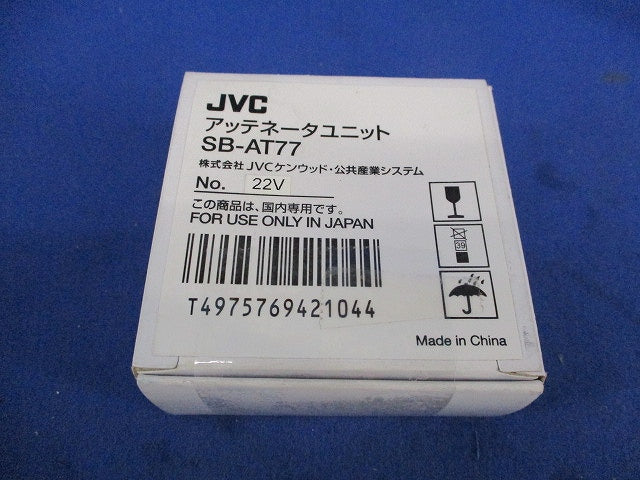 JVC
アッテネータユニット
SB-AT77
株式会社JVCケンウッド・公共産業システム
No. 22V
この商品は、国内専用です。
FOR USE ONLY IN JAPAN
39
T4975769421044
Made in China